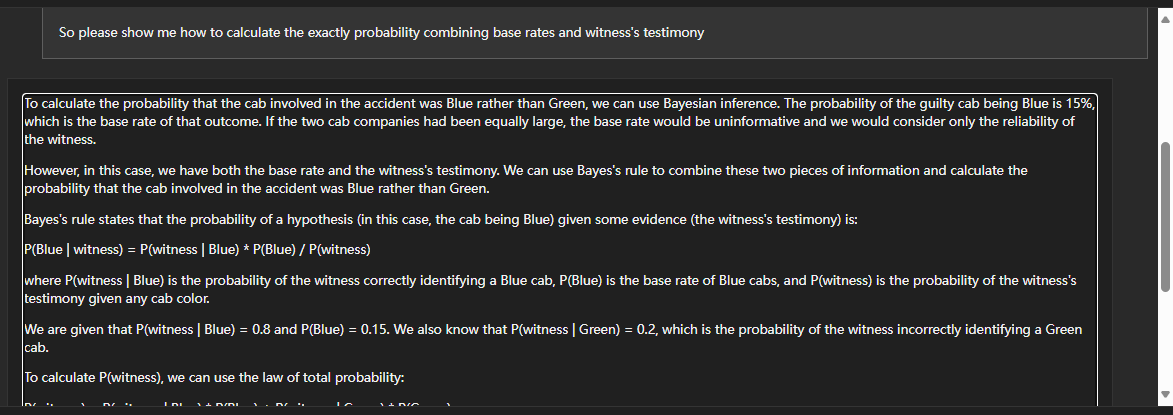 So please show me how to calculate the exactly probability combining base rates and witness's testimony
To calculate the probability that the cab involved in the accident was Blue rather than Green, we can use Bayesian inference. The probability of the guilty cab being Blue is 15%,
which is the base rate of that outcome. If the two cab companies had been equally large, the base rate would be uninformative and we would consider only the reliability of
the witness.
However, in this case, we have both the base rate and the witness's testimony. We can use Bayes's rule to combine these two pieces of information and calculate the
probability that the cab involved in the accident was Blue rather than Green.
Bayes's rule states that the probability of a hypothesis (in this case, the cab being Blue) given some evidence (the witness's testimony) is:
P(Blue | witness) = P(witness | Blue) * P(Blue) / P(witness)
where P(witness | Blue) is the probability of the witness correctly identifying a Blue cab, P(Blue) is the base rate of Blue cabs, and P(witness) is the probability of the witness's
testimony given any cab color.
We are given that P(witness | Blue) = 0.8 and P(Blue) = 0.15. We also know that P(witness | Green) = 0.2, which is the probability of the witness incorrectly identifying a Green
cab.
To calculate P(witness), we can use the law of total probability: